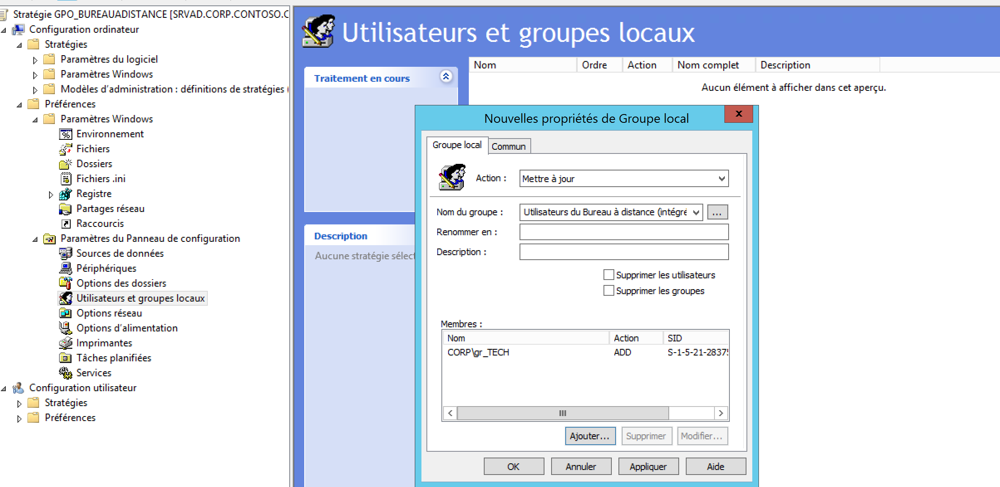 Stratégie GPO_BUREAUADISTANCE [SRVAD.CORP.CONTOSO.C
Configuration ordinateur
Stratégies
Paramètres du logiciel
Paramètres Windows
Modèles d'administration : définitions de stratégies (
Préférences
Paramètres Windows
Environnement
Fichiers
Dossiers
Fichiers .ini
Registre
Partages réseau
Raccourcis
Paramètres du Panneau de configuration
Sources de données
Périphériques
Options des dossiers
Utilisateurs et groupes locaux
Options réseau
Options d'alimentation
Imprimantes
Tâches planifiées
Services
Configuration utilisateur
Stratégies
Préférences
Utilisateurs et groupes locaux
Traitement en cours
Description
Aucune stratégie sélect
Nom Ordre Action Nom complet Description
Aucun élément à afficher dans cet aperçu.
Nouvelles propriétés de Groupe local
x
Groupe local Commun
Action : Mettre à jour
Nom du groupe : Utilisateurs du Bureau à distance (intégré ...
Renommer en :
Description :
Supprimer les utilisateurs
Supprimer les groupes
Membres :
Nom Action SID
CORP\gr_TECH ADD S-1-5-21-2837
Ajouter... Supprimer Modifier...
OK Annuler Appliquer Aide